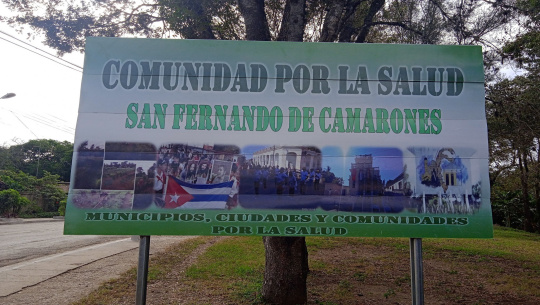 COMUNIDAD POR LA SALUD
SAN FERNANDO DE CAMARONES
MUNICIPIOS, CIUDADES Y COMUNIDADES
POR LA SALUD